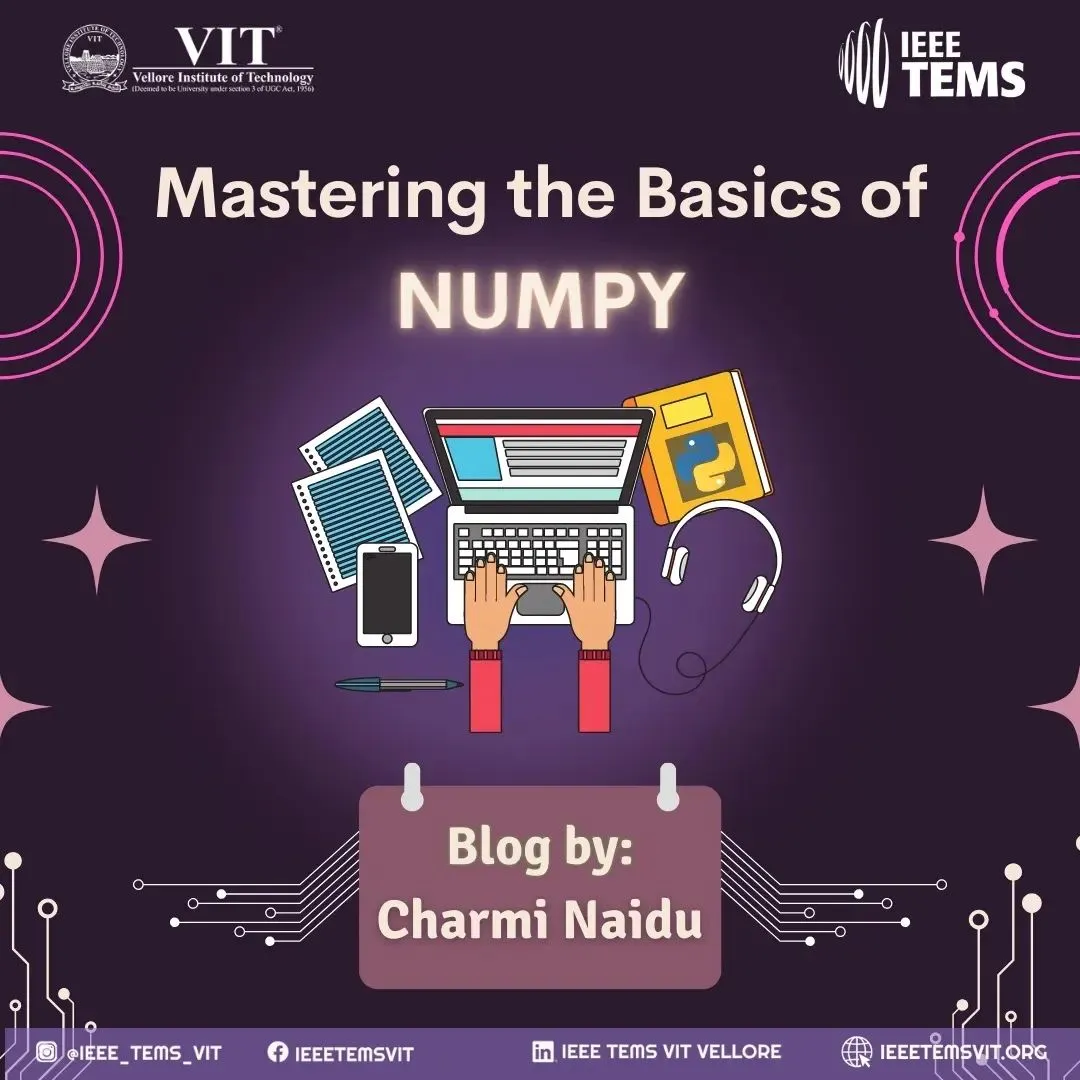 VIT®
Vellore Institute of Technology
(Deemed to be University under section 3 of UGC Act, 1956)
VIT
IEEE
TEMS
Mastering the Basics of
NUMPY
Blog by:
Charmi Naidu
@IEEE_TEMS_VIT
IEEETEMSVIT
IEEE TEMS VIT VELLORE
IEEETEMSVIT.ORG